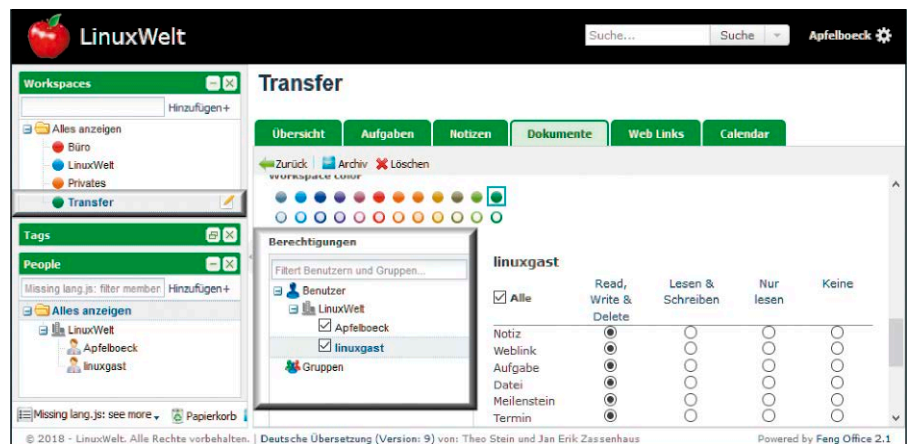 LinuxWelt
Suche...
Suche
Apfelboeck
Workspaces
Hinzufügen+
Alles anzeigen
Büro
LinuxWelt
Privates
Transfer
Tags
People
Missing lang.js: filter member
Hinzufügen+
Alles anzeigen
LinuxWelt
Apfelboeck
linuxgast
Missing lang.js: see more
Papierkorb
Transfer
Übersicht
Aufgaben
Notizen
Dokumente
Web Links
Calendar
Zurück
Archiv
Löschen
Workspace color
Berechtigungen
Filtert Benutzern und Gruppen...
Benutzer
LinuxWelt
Apfelboeck
linuxgast
Gruppen
linuxgast
Alle
Read, Write & Delete
Lesen & Schreiben
Nur lesen
Keine
Notiz
Weblink
Aufgabe
Datei
Meilenstein
Termin
© 2018 - LinuxWelt. Alle Rechte vorbehalten. | Deutsche Übersetzung (Version: 9) von: Theo Stein und Jan Erik Zassenhaus
Powered by Feng Office 2.1